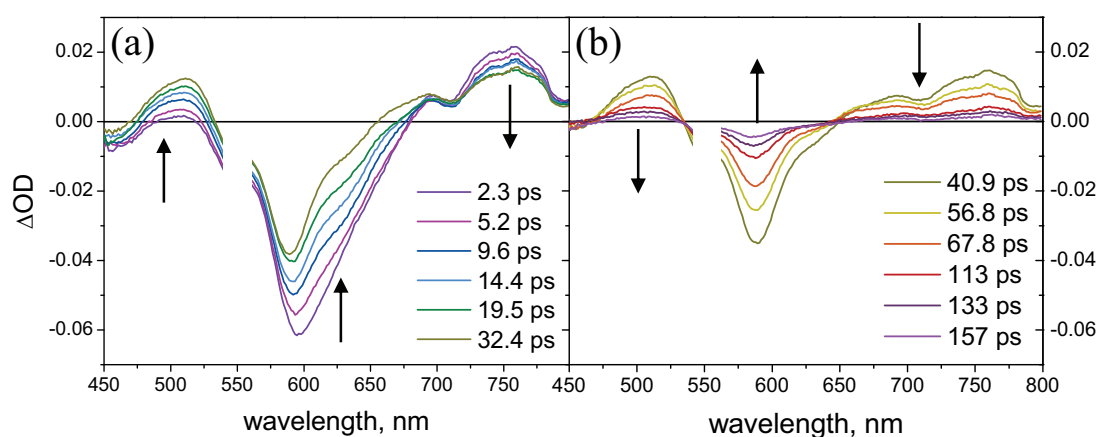 (a)
(b)
0.02
0.00
-0.02
-0.04
-0.06
ΔOD
2.3 ps
5.2 ps
9.6 ps
14.4 ps
19.5 ps
32.4 ps
40.9 ps
56.8 ps
67.8 ps
113 ps
133 ps
157 ps
0.02
0.00
-0.02
-0.04
-0.06
450 500 550 600 650 700 750 450 500 550 600 650 700 750 800
wavelength, nm
wavelength, nm